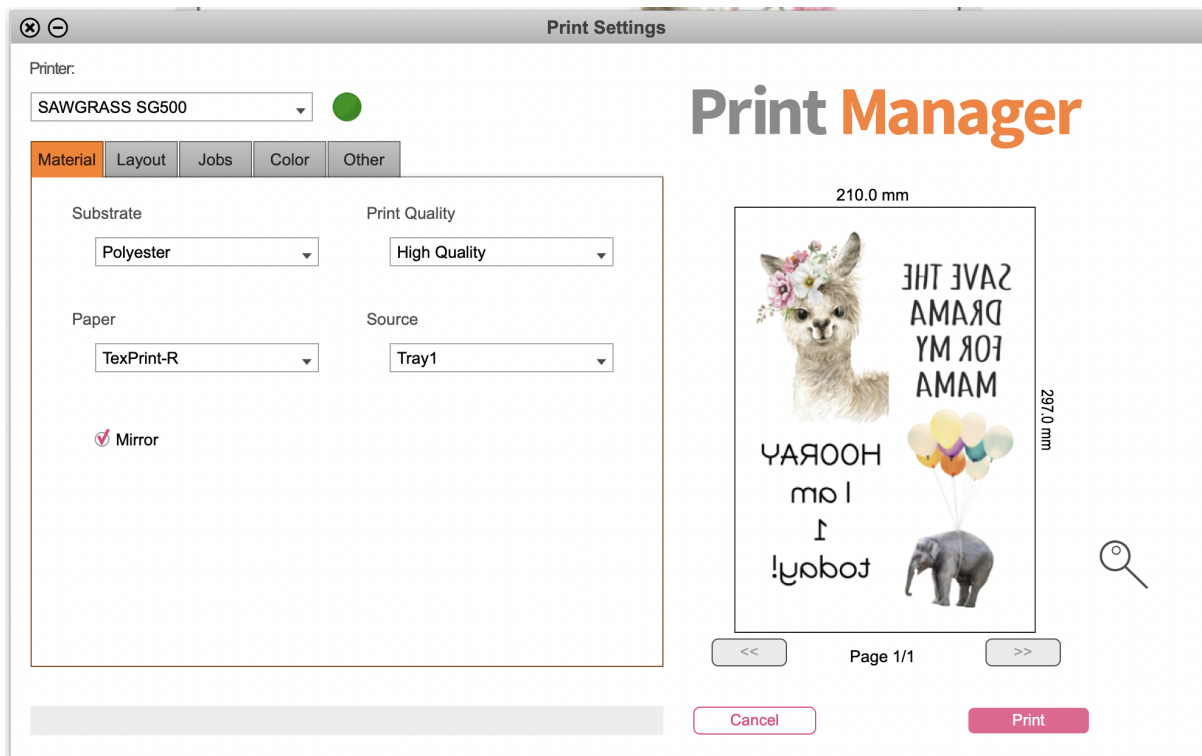 Print Settings
Printer:
SAWGRASS SG500
Print Manager
Material Layout Jobs Color Other
Substrate
Polyester
Print Quality
High Quality
Paper
TexPrint-R
Source
Tray1
Mirror
210.0 mm
297.0 mm
SAVE THE
DRAMA
FOR MY
MAMA
HOORAY
I am
1
today!
<< Page 1/1 >>
Cancel
Print